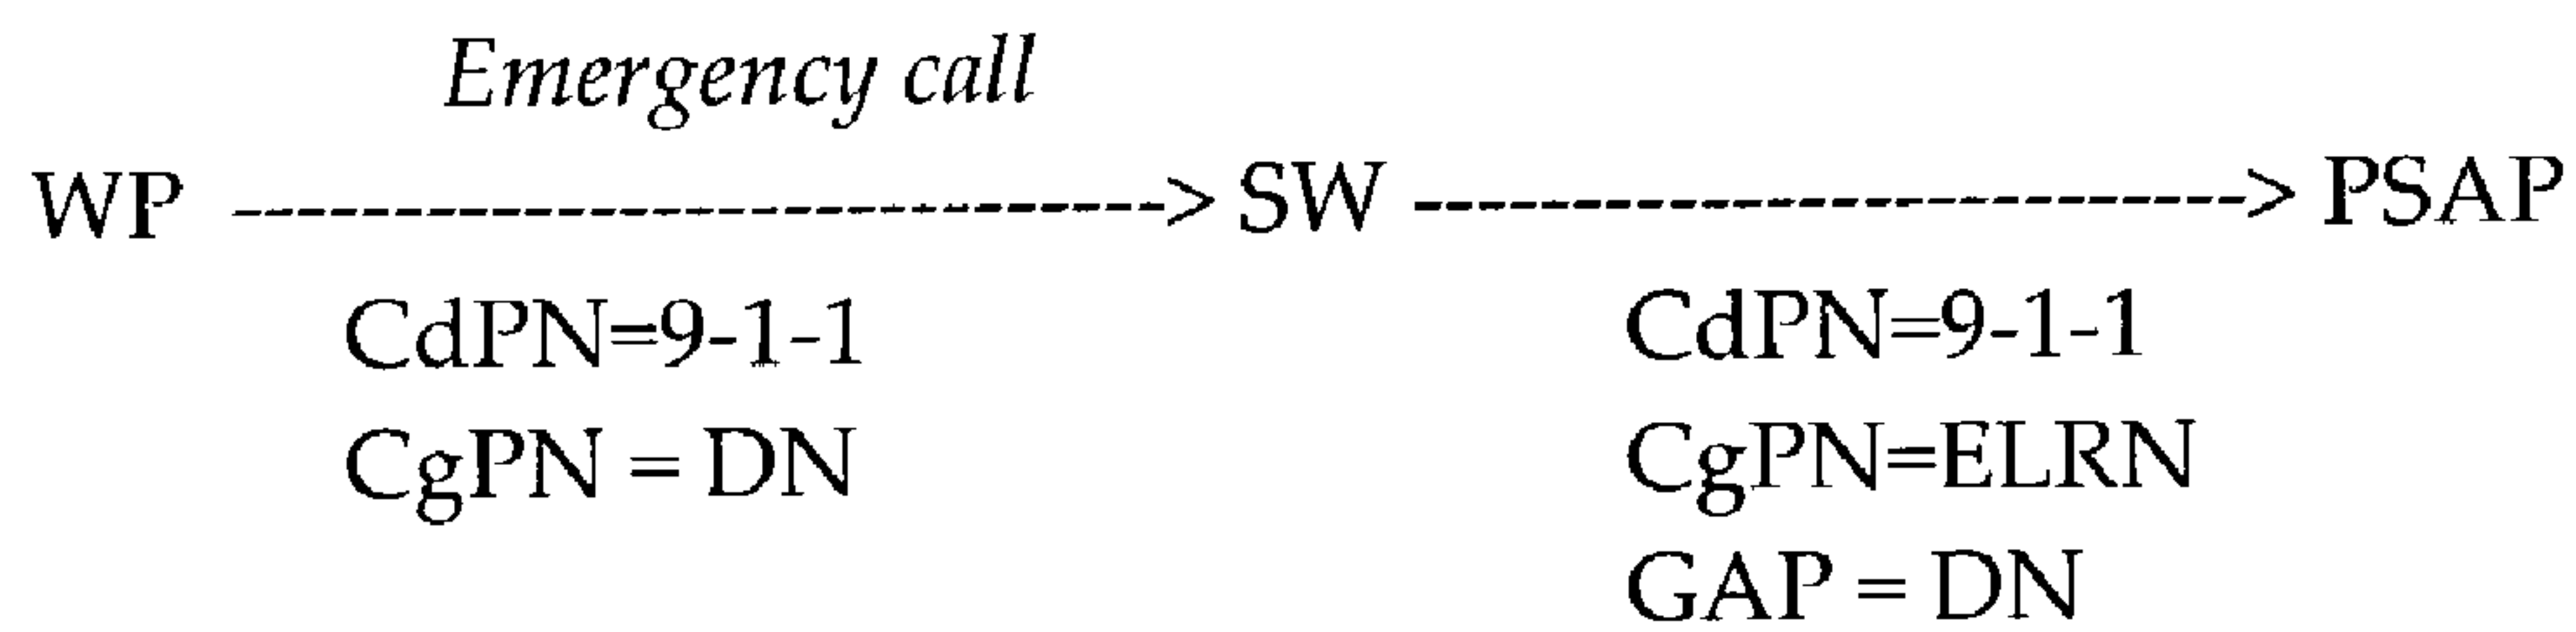 Emergency call
WP --------------------------------> SW ---------------------------> PSAP
CdPN=9-1-1 CdPN=9-1-1
CgPN = DN CgPN=ELRN
GAP = DN